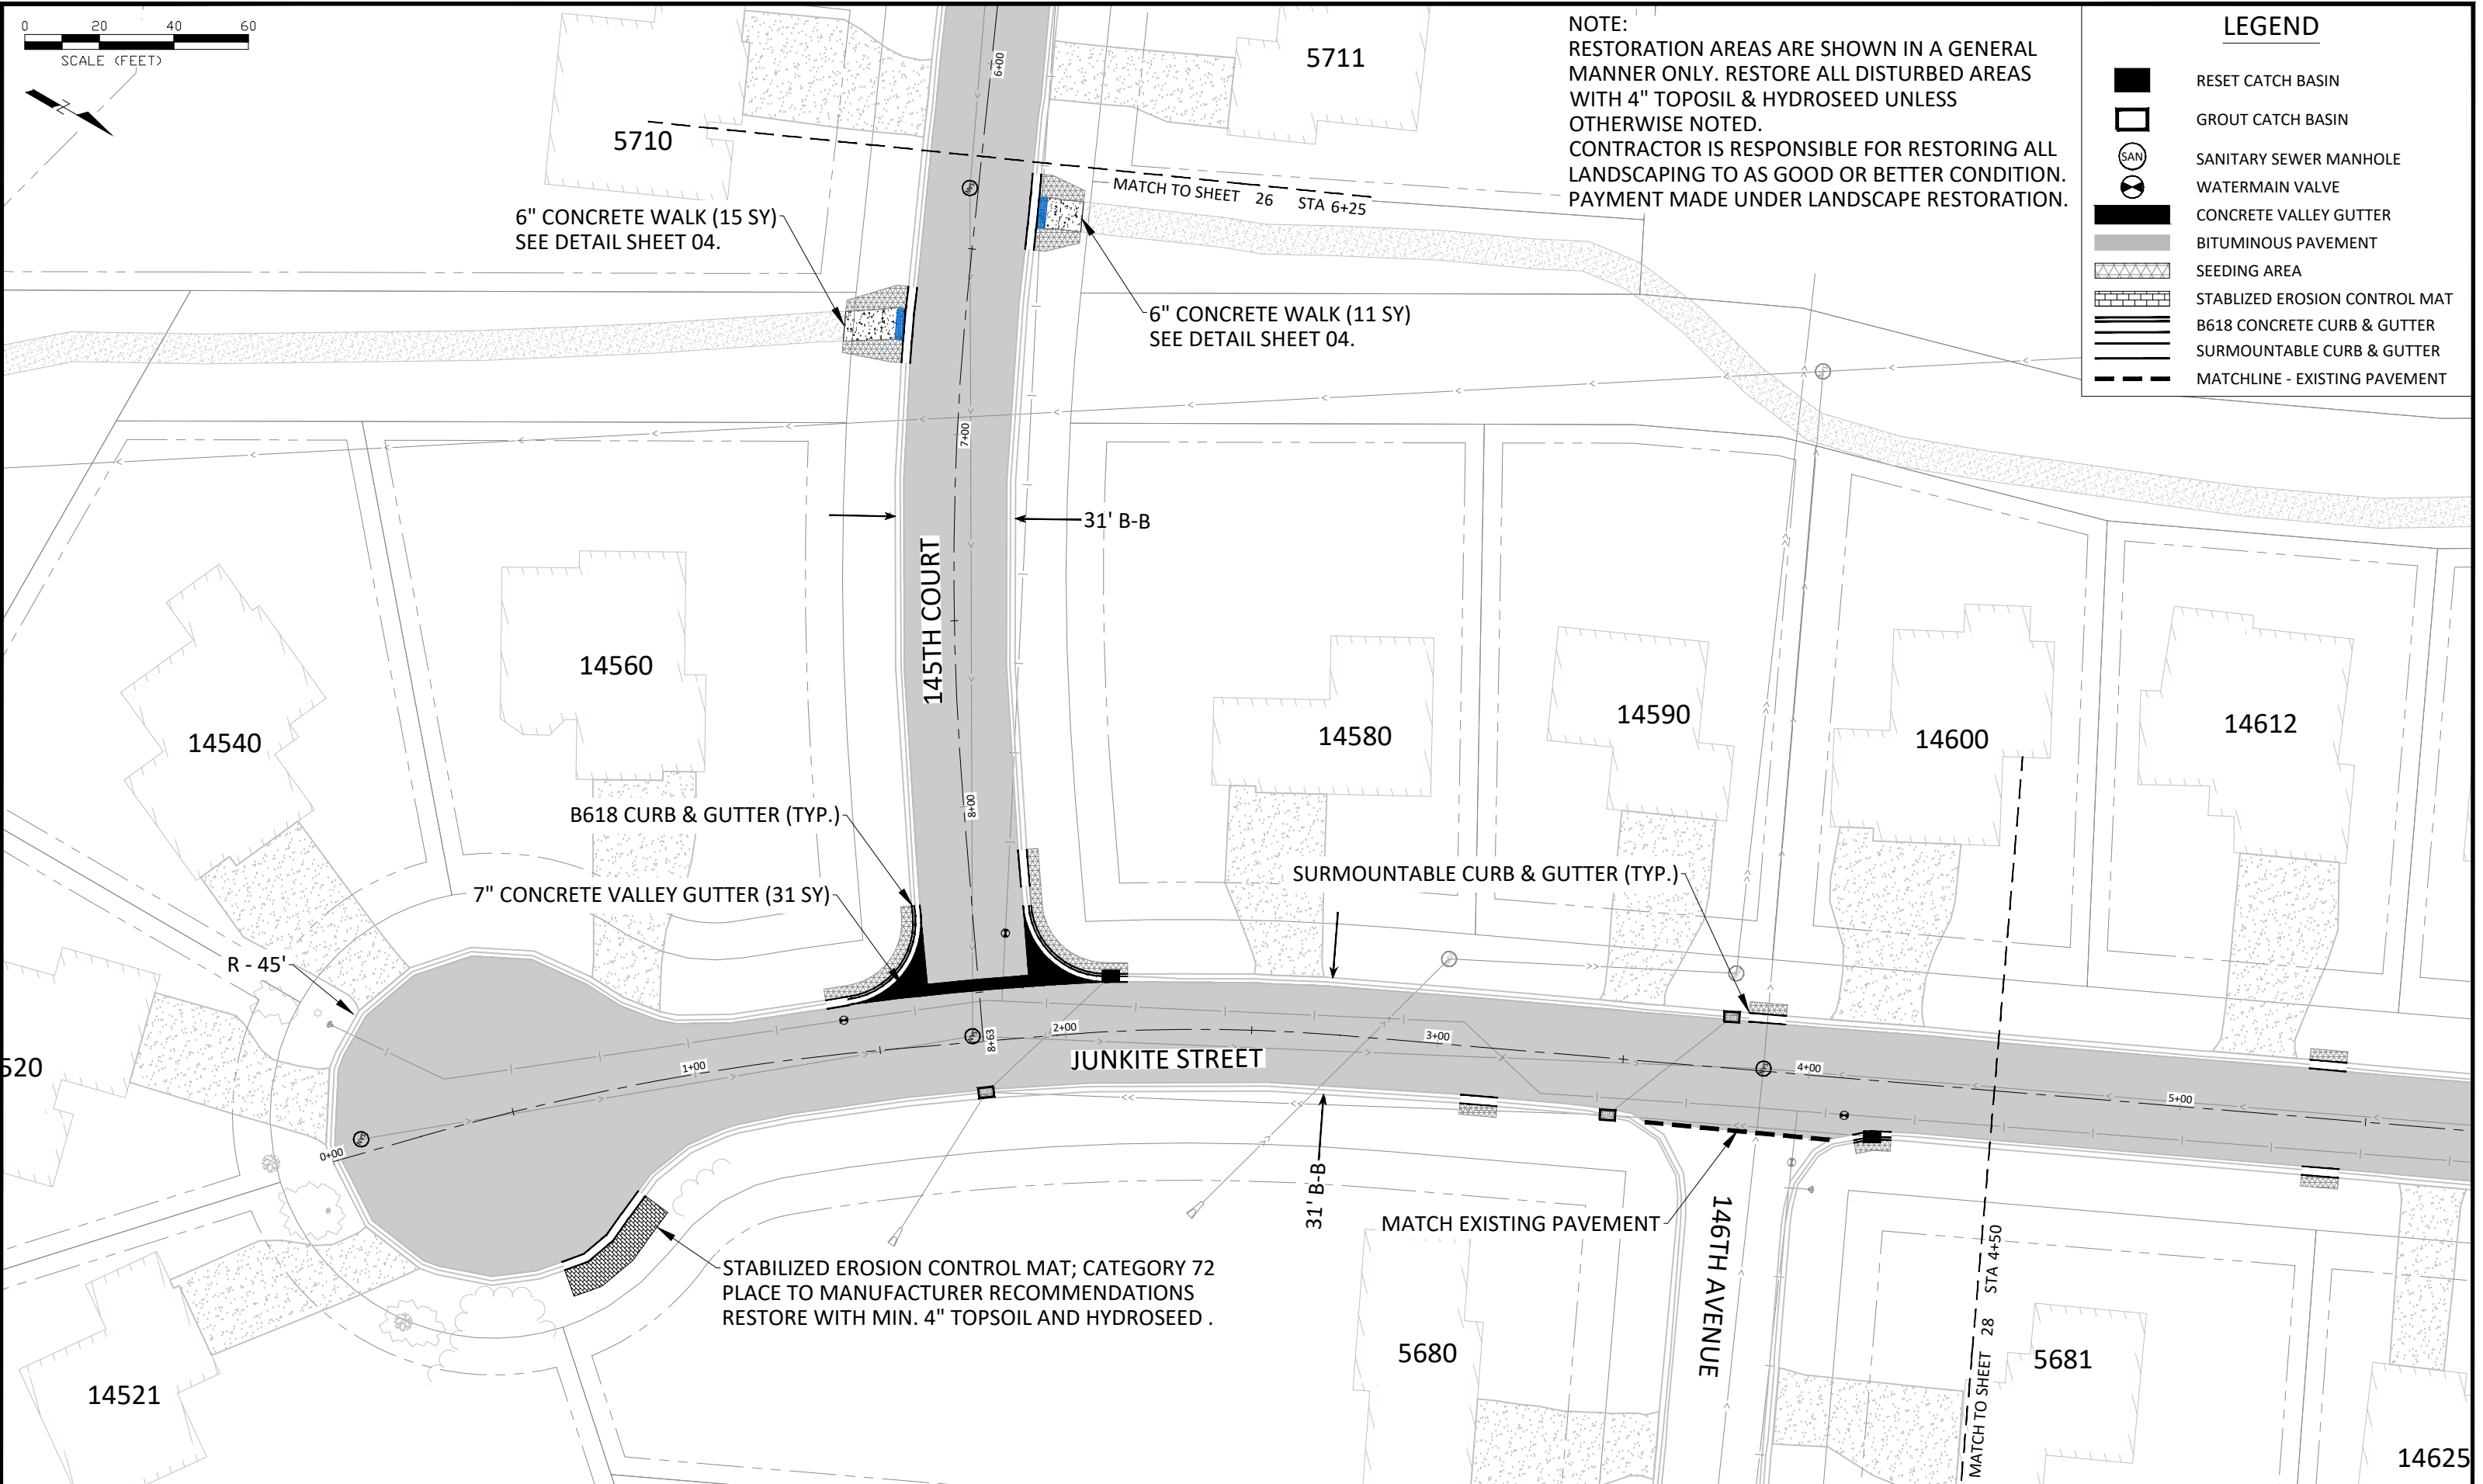 0 20 40 60
SCALE (FEET)
N
NOTE:
RESTORATION AREAS ARE SHOWN IN A GENERAL
MANNER ONLY. RESTORE ALL DISTURBED AREAS
WITH 4" TOPOSIL & HYDROSEED UNLESS
OTHERWISE NOTED.
CONTRACTOR IS RESPONSIBLE FOR RESTORING ALL
LANDSCAPING TO AS GOOD OR BETTER CONDITION.
PAYMENT MADE UNDER LANDSCAPE RESTORATION.
LEGEND
RESET CATCH BASIN
GROUT CATCH BASIN
SAN SANITARY SEWER MANHOLE
WATERMAIN VALVE
CONCRETE VALLEY GUTTER
BITUMINOUS PAVEMENT
SEEDING AREA
STABLIZED EROSION CONTROL MAT
B618 CONCRETE CURB & GUTTER
SURMOUNTABLE CURB & GUTTER
MATCHLINE - EXISTING PAVEMENT
5710
5711
6+00
MATCH TO SHEET 26 STA 6+25
SAN
6" CONCRETE WALK (15 SY)
SEE DETAIL SHEET 04.
6" CONCRETE WALK (11 SY)
SEE DETAIL SHEET 04.
7+00
31' B-B
145TH COURT
8+00
8+63
14540
14560
14580
14590
14600
14612
B618 CURB & GUTTER (TYP.)
7" CONCRETE VALLEY GUTTER (31 SY)
SURMOUNTABLE CURB & GUTTER (TYP.)
R - 45'
520
0+00
SAN
1+00
SAN
2+00
3+00
SAN
4+00
5+00
JUNKITE STREET
31' B-B
MATCH EXISTING PAVEMENT
146TH AVENUE
MATCH TO SHEET 28 STA 4+50
STABILIZED EROSION CONTROL MAT; CATEGORY 72
PLACE TO MANUFACTURER RECOMMENDATIONS
RESTORE WITH MIN. 4" TOPSOIL AND HYDROSEED .
14521
5680
5681
14625